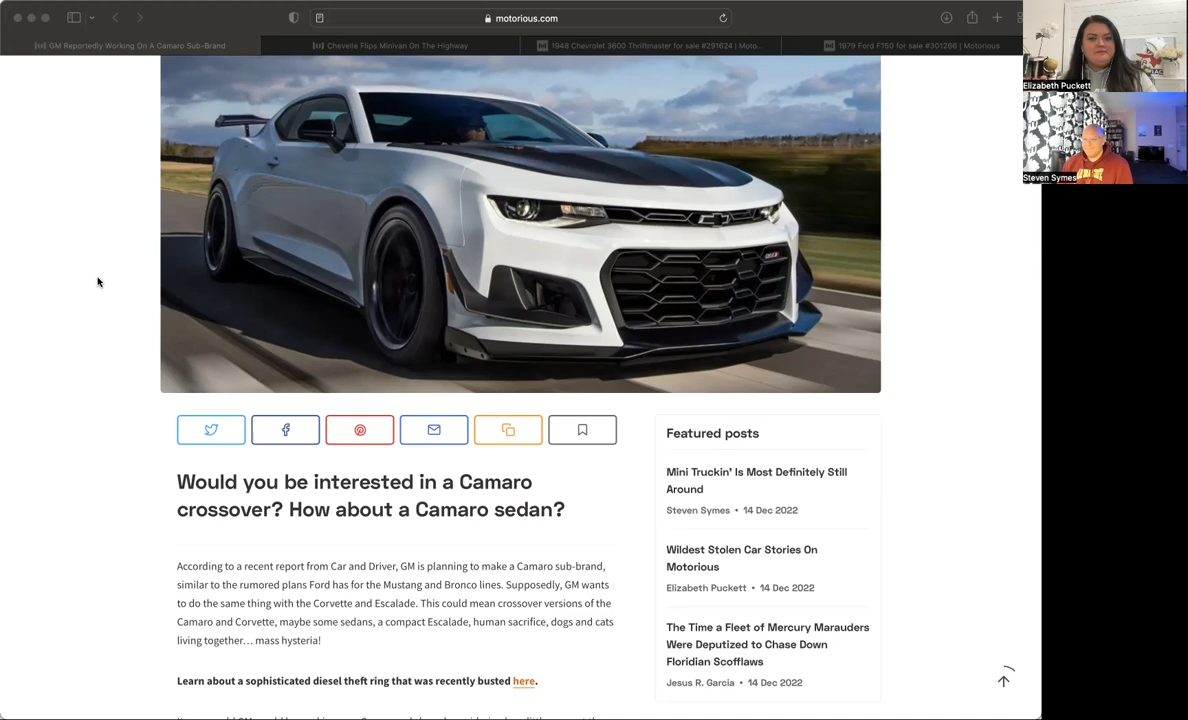 motorious.com
GM Reportedly Working On A Camaro Sub-Brand
Chevelle Flips Minivan On The Highway
1948 Chevrolet 3600 Thriftmaster for sale #291624 | Moto...
1979 Ford F150 for sale #301266 | Motorious
Elizabeth Puckett
Steven Symes
Would you be interested in a Camaro
crossover? How about a Camaro sedan?
According to a recent report from Car and Driver, GM is planning to make a Camaro sub-brand,
similar to the rumored plans Ford has for the Mustang and Bronco lines. Supposedly, GM wants
to do the same thing with the Corvette and Escalade. This could mean crossover versions of the
Camaro and Corvette, maybe some sedans, a compact Escalade, human sacrifice, dogs and cats
living together... mass hysteria!
Learn about a sophisticated diesel theft ring that was recently busted here.
Featured posts
Mini Truckin' Is Most Definitely Still
Around
Steven Symes • 14 Dec 2022
Wildest Stolen Car Stories On
Motorious
Elizabeth Puckett • 14 Dec 2022
The Time a Fleet of Mercury Marauders
Were Deputized to Chase Down
Floridian Scofflaws
Jesus R. Garcia • 14 Dec 2022